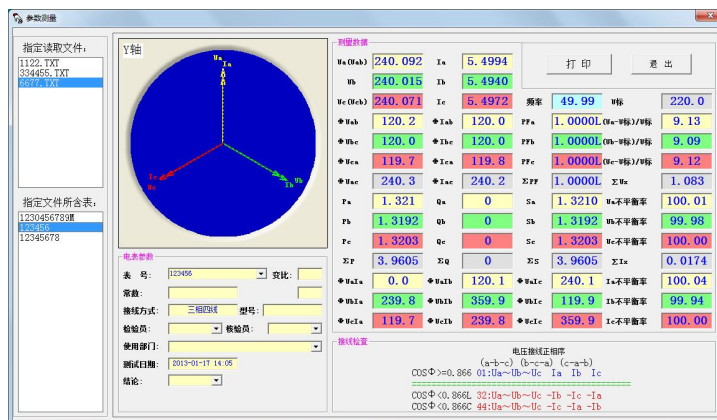 参数测量
指定读取文件:
1122.TXT
334455.TXT
6677.TXT
指定文件所含表:
1230456789M
123456
12345678
Y轴
Ua
Ia
Ic
Uc
Ib Ub
电表参数
表 号: 123456 变比:
常数:
接线方式: 三相四线 型号:
检验员: 核验员:
使用部门:
测试日期: 2013-01-17 14:05
结论:
测量数据
打 印 退 出
Ua(Uab) 240.092 Ia 5.4994
Ub 240.015 Ib 5.4940
Uc(Ucb) 240.071 Ic 5.4972 频率 49.99 U标 220.0
ΦUab 120.2 ΦIab 120.0 PFa 1.0000L (Ua-U标)/U标 9.13
ΦUbc 120.0 ΦIbc 120.0 PFb 1.0000L (Ub-U标)/U标 9.09
ΦUca 119.7 ΦIca 119.8 PFc 1.0000L (Uc-U标)/U标 9.12
ΦUac 240.3 ΦIac 240.2 ΣPF 1.0000L ΣUx 1.083
Pa 1.321 Qa 0 Sa 1.3210 Ua不平衡率 100.01
Pb 1.3192 Qb 0 Sb 1.3192 Ub不平衡率 99.98
Pc 1.3203 Qc 0 Sc 1.3203 Uc不平衡率 100.00
ΣP 3.9605 ΣQ 0 ΣS 3.9605 ΣIx 0.0174
ΦUaIa 0.0 ΦUaIb 120.1 ΦUaIc 240.1 Ia不平衡率 100.04
ΦUbIa 239.8 ΦUbIb 359.9 ΦUbIc 119.9 Ib不平衡率 99.94
ΦUcIa 119.7 ΦUcIb 239.8 ΦUcIc 359.9 Ic不平衡率 100.00
接线检查
电压接线正相序
(a-b-c) (b-c-a) (c-a-b)
COSΦ>=0.866 01:Ua~Ub~Uc Ia Ib Ic
COSΦ<0.866L 32:Ua~Ub~Uc -Ib -Ic -Ia
COSΦ<0.866C 44:Ua~Ub~Uc -Ic -Ia -Ib